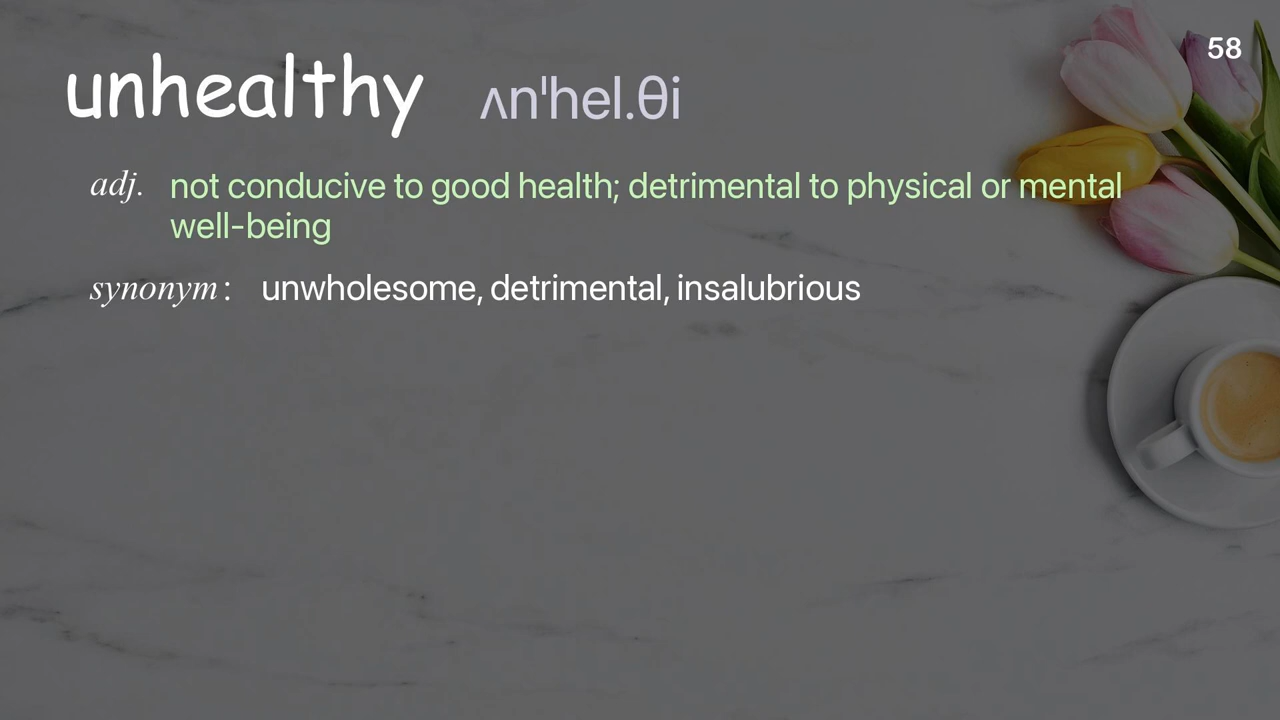 58
unhealthy ʌnˈhel.θi
adj. not conducive to good health; detrimental to physical or mental
well-being
synonym: unwholesome, detrimental, insalubrious